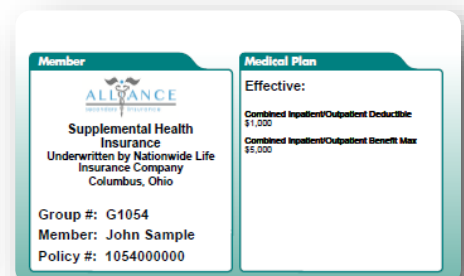 Member
ALLIANCE
Supplemental Health
Insurance
Underwritten by Nationwide Life
Insurance Company
Columbus, Ohio
Group #: G1054
Member: John Sample
Policy #: 1054000000
Medical Plan
Effective:
Combined Inpatient/Outpatient Deductible
$1,000
Combined Inpatient/Outpatient Benefit Max
$5,000